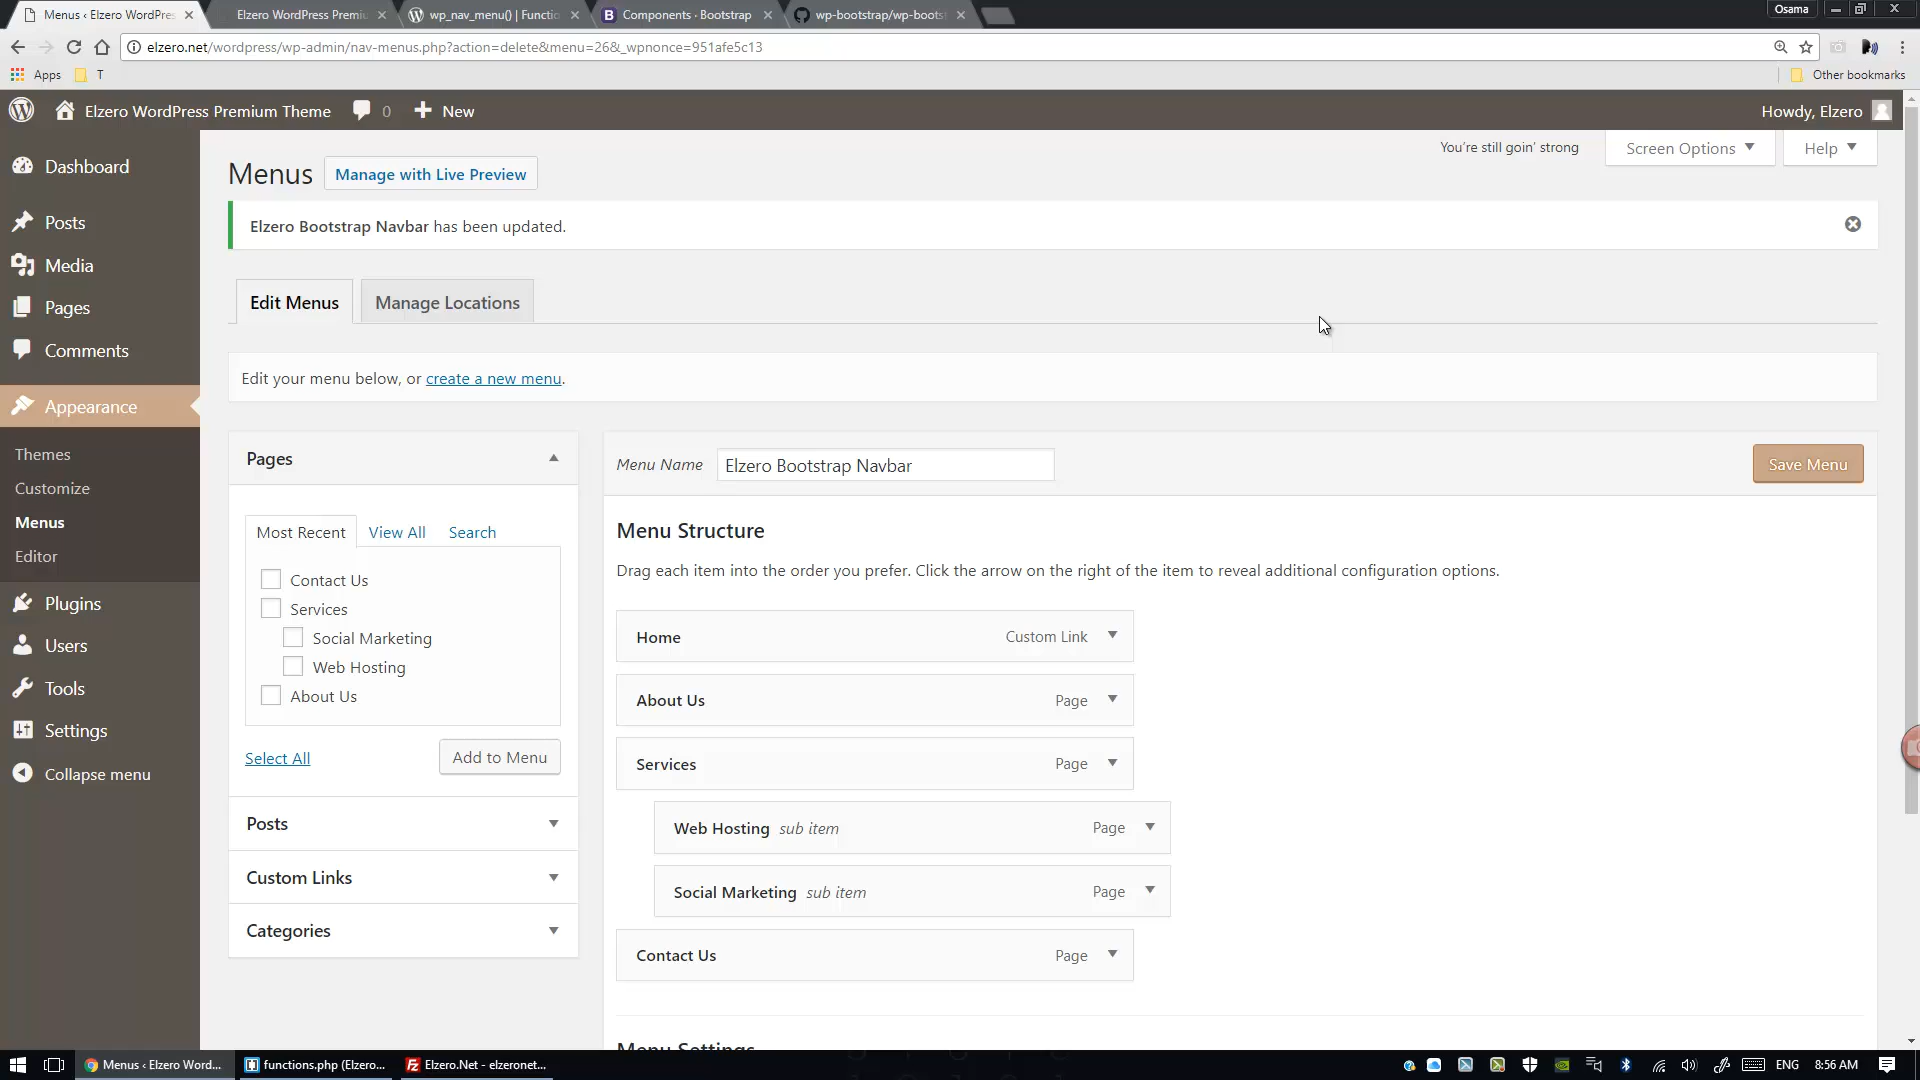 Menus ‹ Elzero WordPres
Elzero WordPress Premiu
wp_nav_menu() | Functio
Components · Bootstrap
wp-bootstrap/wp-boots
Osama
elzero.net/wordpress/wp-admin/nav-menus.php?action=delete&menu=26&_wpnonce=951afe5c13
Apps
T
Other bookmarks
Elzero WordPress Premium Theme
0
New
Howdy, Elzero
Dashboard
Posts
Media
Pages
Comments
Appearance
Themes
Customize
Menus
Editor
Plugins
Users
Tools
Settings
Collapse menu
You're still goin' strong
Screen Options
Help
Menus
Manage with Live Preview
Elzero Bootstrap Navbar has been updated.
Edit Menus
Manage Locations
Edit your menu below, or create a new menu.
Pages
Most Recent
View All
Search
Contact Us
Services
Social Marketing
Web Hosting
About Us
Select All
Add to Menu
Posts
Custom Links
Categories
Menu Name
Elzero Bootstrap Navbar
Save Menu
Menu Structure
Drag each item into the order you prefer. Click the arrow on the right of the item to reveal additional configuration options.
Home
Custom Link
About Us
Page
Services
Page
Web Hosting sub item
Page
Social Marketing sub item
Page
Contact Us
Page
Menu Settings
Menus ‹ Elzero Word...
functions.php (Elzero...
Elzero.Net - elzeronet...
ENG
8:56 AM